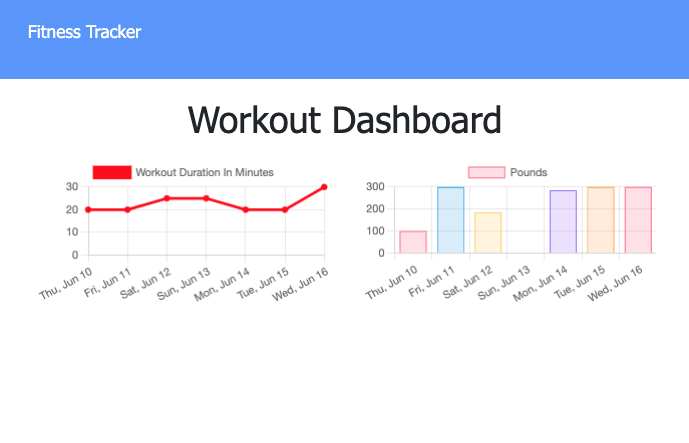 Fitness Tracker
Workout Dashboard
Workout Duration In Minutes
30
20
10
0
Thu, Jun 10
Fri, Jun 11
Sat, Jun 12
Sun, Jun 13
Mon, Jun 14
Tue, Jun 15
Wed, Jun 16
Pounds
300
200
100
0
Thu, Jun 10
Fri, Jun 11
Sat, Jun 12
Sun, Jun 13
Mon, Jun 14
Tue, Jun 15
Wed, Jun 16